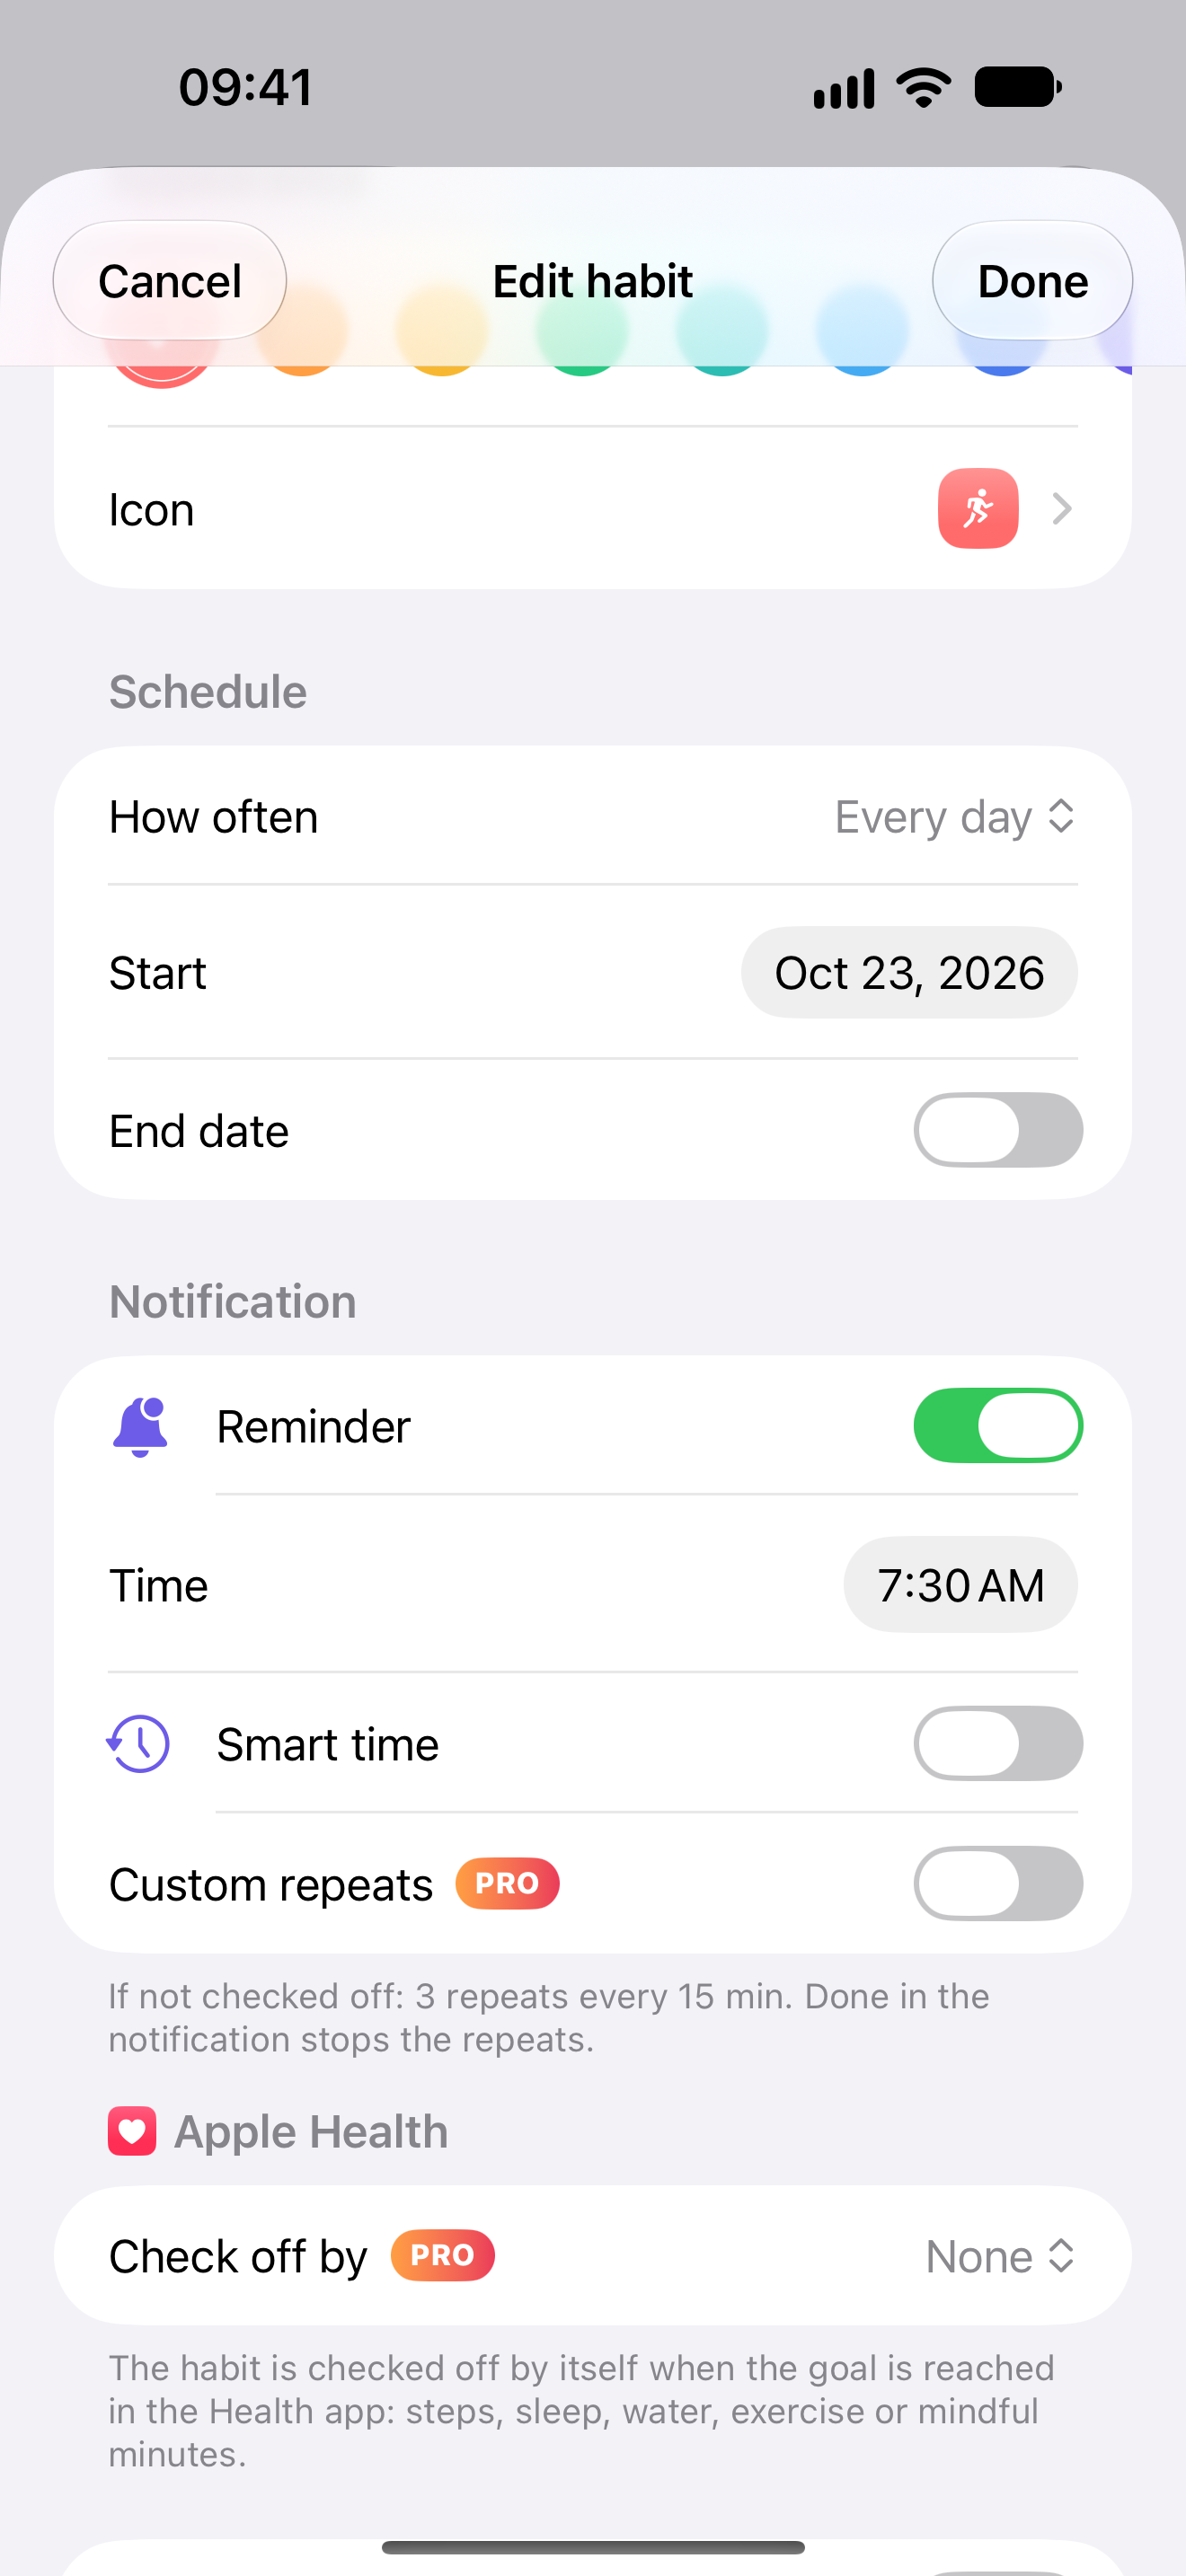 09:41
Cancel
Edit habit
Done
Icon
Schedule
How often
Every day
Start
Oct 23, 2026
End date
Notification
Reminder
Time
7:30 AM
Smart time
Custom repeats PRO
If not checked off: 3 repeats every 15 min. Done in the
notification stops the repeats.
Apple Health
Check off by PRO
None
The habit is checked off by itself when the goal is reached
in the Health app: steps, sleep, water, exercise or mindful
minutes.